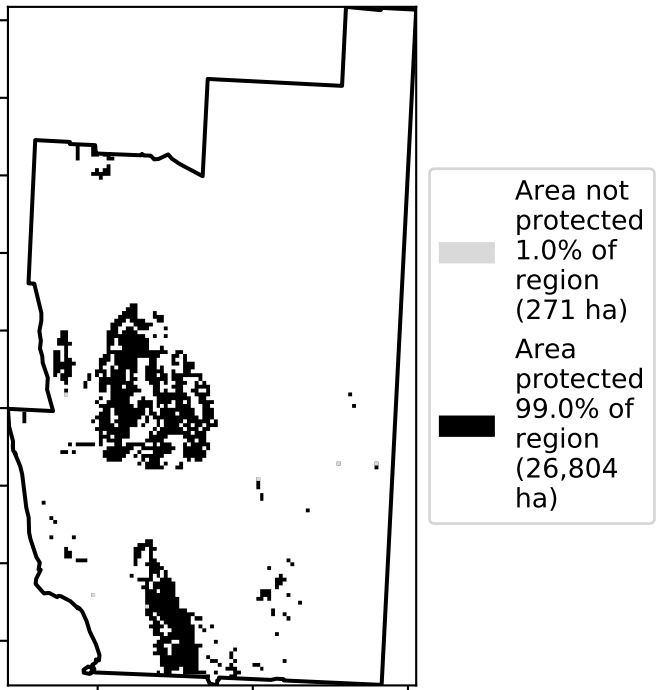 Area not
protected
1.0% of
region
(271 ha)
Area
protected
99.0% of
region
(26,804
ha)